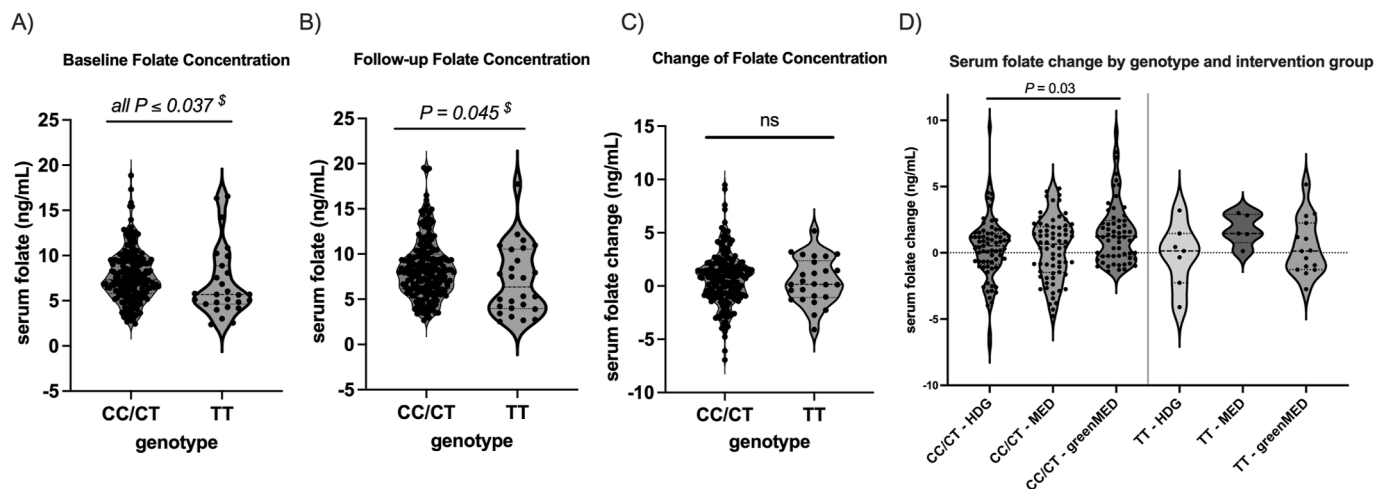 A)
Baseline Folate Concentration
all P ≤ 0.037 $
serum folate (ng/mL)
25
20
15
10
5
0
-5
CC/CT
TT
genotype
B)
Follow-up Folate Concentration
P = 0.045 $
serum folate (ng/mL)
25
20
15
10
5
0
-5
CC/CT
TT
genotype
C)
Change of Folate Concentration
ns
serum folate change (ng/mL)
15
10
5
0
-5
-10
CC/CT
TT
genotype
D)
Serum folate change by genotype and intervention group
P = 0.03
serum folate change (ng/mL)
10
5
0
-5
-10
CC/CT - HDG
CC/CT - MED
CC/CT - greenMED
TT - HDG
TT - MED
TT - greenMED